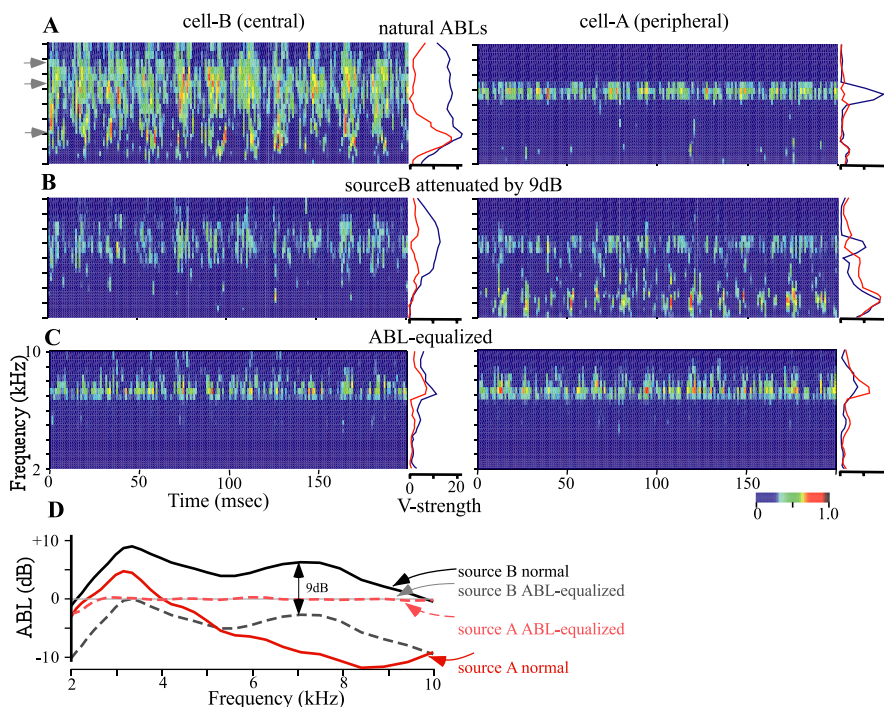 cell-B (central)
cell-A (peripheral)
A
natural ABLs
B
sourceB attenuated by 9dB
C
ABL-equalized
10
Frequency (kHz)
2
0
50
100
150
Time (msec)
0
20
V-strength
0
50
100
150
0
1.0
D
+10
0
-10
ABL (dB)
9dB
source B normal
source B ABL-equalized
source A ABL-equalized
source A normal
2
4
6
8
10
Frequency (kHz)